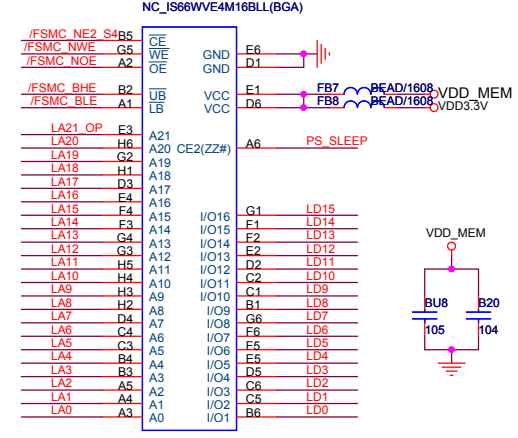 NC_IS66WVE4M16BLL(BGA)
/FSMC_NE2_S4 B5 CE
/FSMC_NWE G5 WE GND E6
/FSMC_NOE A2 OE GND D1
/FSMC_BHE B2 UB VCC E1 FB7 BEAD/1608 VDD_MEM
/FSMC_BLE A1 LB VCC D6 FB8 BEAD/1608 VDD3.3V
LA21_OP E3 A21
LA20 H6 A20 CE2(ZZ#) A6 PS_SLEEP
LA19 G2 A19
LA18 H1 A18
LA17 D3 A17
LA16 E4 A16
LA15 F4 A15 I/O16 G1 LD15
LA14 F3 A14 I/O15 F1 LD14
LA13 G4 A13 I/O14 F2 LD13
LA12 G3 A12 I/O13 E2 LD12
LA11 H5 A11 I/O12 D2 LD11
LA10 H4 A10 I/O11 C2 LD10
LA9 H3 A9 I/O10 C1 LD9
LA8 H2 A8 I/O9 B1 LD8
LA7 D4 A7 I/O8 G6 LD7
LA6 C4 A6 I/O7 F6 LD6
LA5 C3 A5 I/O6 F5 LD5
LA4 B4 A4 I/O5 E5 LD4
LA3 B3 A3 I/O4 D5 LD3
LA2 A5 A2 I/O3 C6 LD2
LA1 A4 A1 I/O2 C5 LD1
LA0 A3 A0 I/O1 B6 LD0
VDD_MEM
BU8 B20
105 104